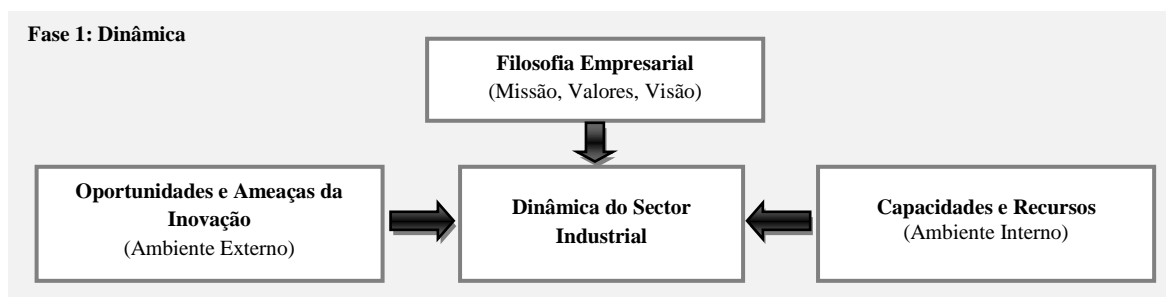 Fase 1: Dinâmica
Filosofia Empresarial
(Missão, Valores, Visão)
Oportunidades e Ameaças da
Inovação
(Ambiente Externo)
Dinâmica do Sector
Industrial
Capacidades e Recursos
(Ambiente Interno)